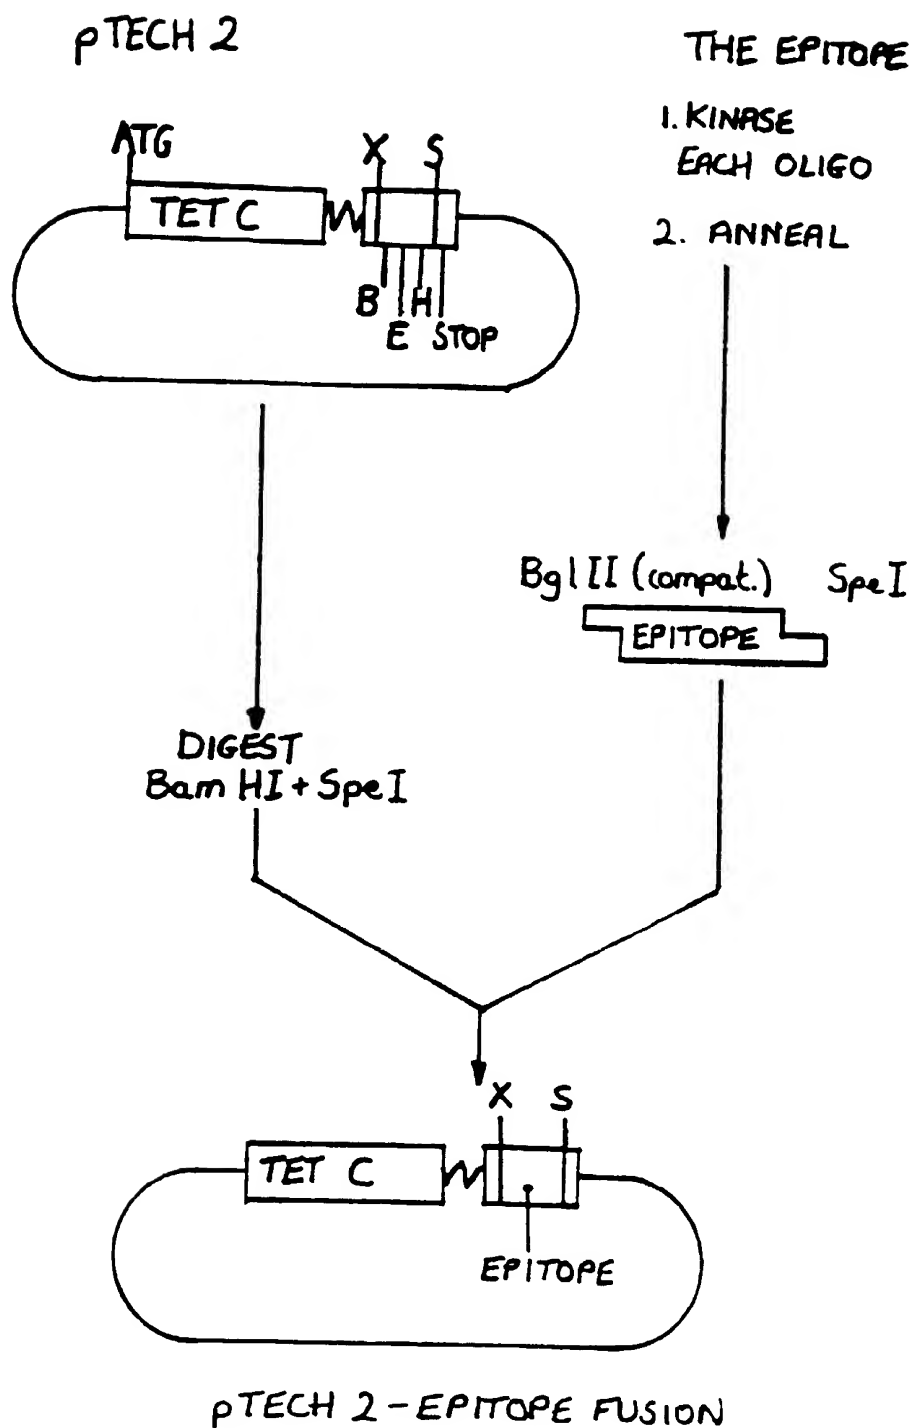 pTECH 2
THE EPITOPE
1. KINASE
EACH OLIGO
2. ANNEAL
ATG
X S
TET C
B H
E STOP
BglII (compat.) SpeI
EPITOPE
DIGEST
Bam HI + SpeI
X S
TET C
EPITOPE
pTECH 2 - EPITOPE FUSION